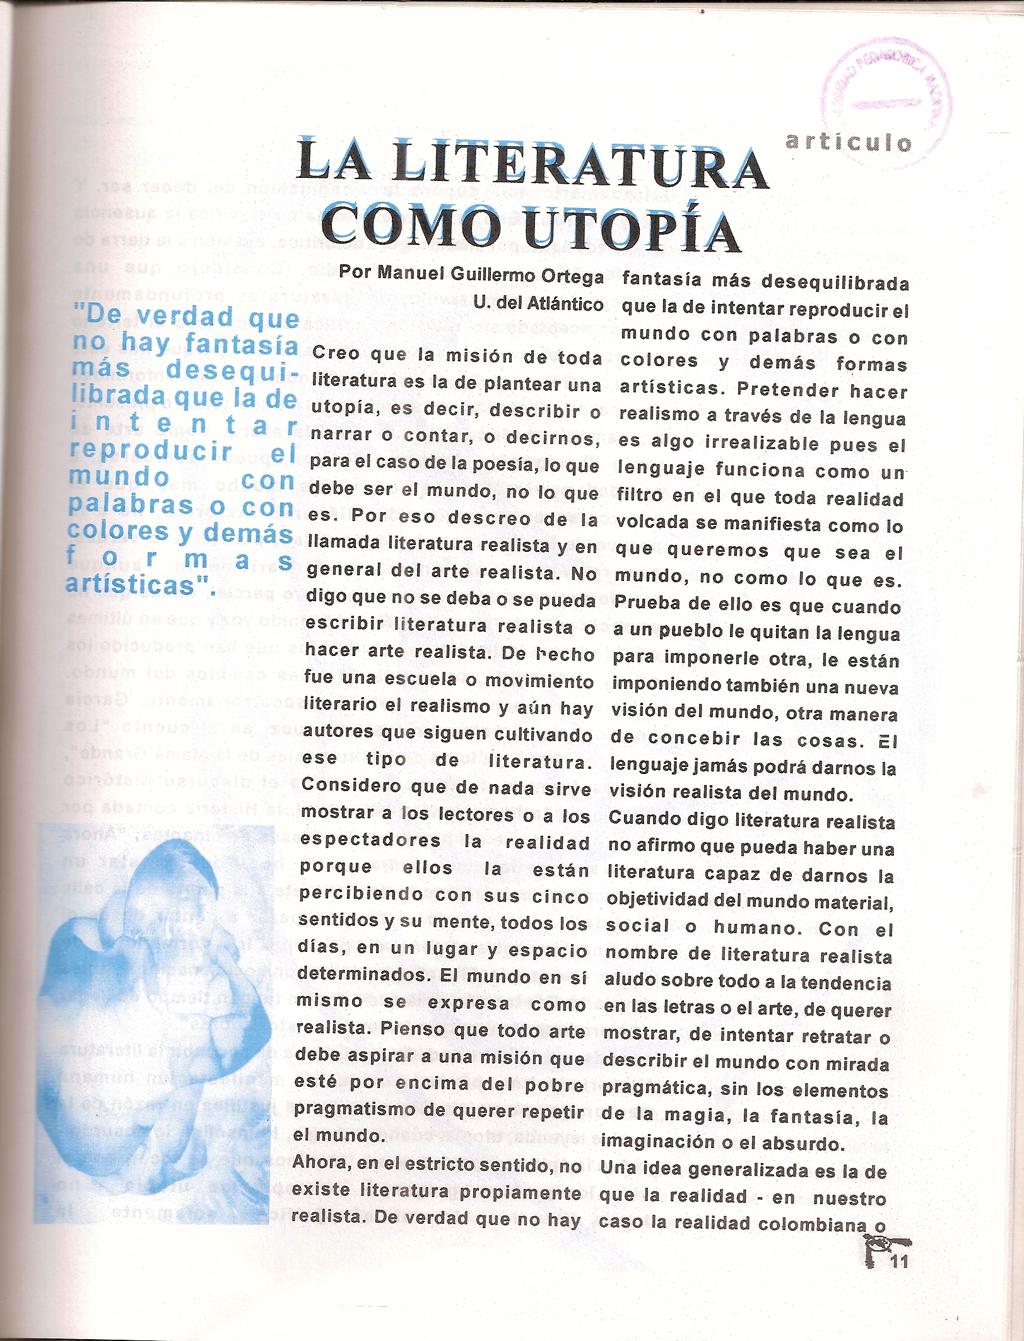 artículo
LA LITERATURA
COMO UTOPÍA
Por Manuel Guillermo Ortega
U. del Atlántico
"De verdad que
no hay fantasía
más desequi-
librada que la de
intentar
reproducir el
mundo con
palabras o con
colores y demás
formas
artísticas".
Creo que la misión de toda
literatura es la de plantear una
utopía, es decir, describir o
narrar o contar, o decirnos,
para el caso de la poesía, lo que
debe ser el mundo, no lo que
es. Por eso descreo de la
llamada literatura realista y en
general del arte realista. No
digo que no se deba o se pueda
escribir literatura realista o
hacer arte realista. De hecho
fue una escuela o movimiento
literario el realismo y aún hay
autores que siguen cultivando
ese tipo de literatura.
Considero que de nada sirve
mostrar a los lectores o a los
espectadores la realidad
porque ellos la están
percibiendo con sus cinco
sentidos y su mente, todos los
días, en un lugar y espacio
determinados. El mundo en sí
mismo se expresa como
realista. Pienso que todo arte
debe aspirar a una misión que
esté por encima del pobre
pragmatismo de querer repetir
el mundo.
Ahora, en el estricto sentido, no
existe literatura propiamente
realista. De verdad que no hay
fantasía más desequilibrada
que la de intentar reproducir el
mundo con palabras o con
colores y demás formas
artísticas. Pretender hacer
realismo a través de la lengua
es algo irrealizable pues el
lenguaje funciona como un
filtro en el que toda realidad
volcada se manifiesta como lo
que queremos que sea el
mundo, no como lo que es.
Prueba de ello es que cuando
a un pueblo le quitan la lengua
para imponerle otra, le están
imponiendo también una nueva
visión del mundo, otra manera
de concebir las cosas. El
lenguaje jamás podrá darnos la
visión realista del mundo.
Cuando digo literatura realista
no afirmo que pueda haber una
literatura capaz de darnos la
objetividad del mundo material,
social o humano. Con el
nombre de literatura realista
aludo sobre todo a la tendencia
en las letras o el arte, de querer
mostrar, de intentar retratar o
describir el mundo con mirada
pragmática, sin los elementos
de la magia, la fantasía, la
imaginación o el absurdo.
Una idea generalizada es la de
que la realidad - en nuestro
caso la realidad colombiana o
11